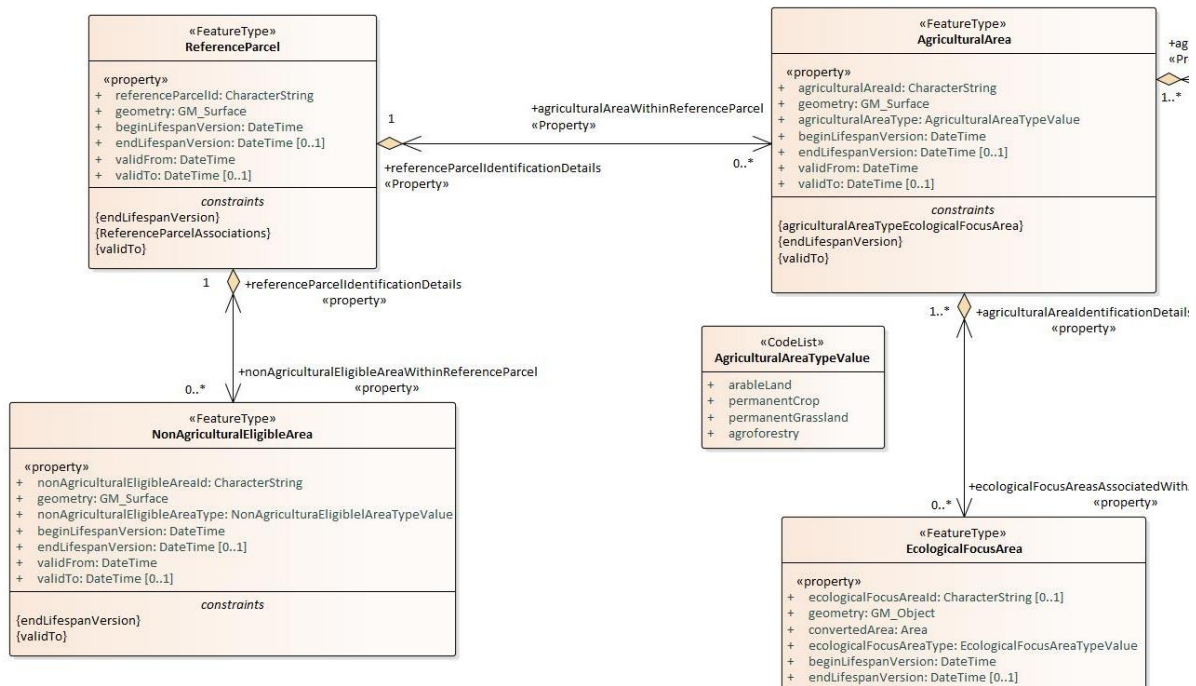 «FeatureType»
ReferenceParcel
«property»
+ referenceParcelId: CharacterString
+ geometry: GM_Surface
+ beginLifespanVersion: DateTime
+ endLifespanVersion: DateTime [0..1]
+ validFrom: DateTime
+ validTo: DateTime [0..1]
constraints
{endLifespanVersion}
{ReferenceParcelAssociations}
{validTo}
1
+agriculturalAreaWithinReferenceParcel
«Property»
0..*
+referenceParcelIdentificationDetails
«Property»
«FeatureType»
AgriculturalArea
«property»
+ agriculturalAreaId: CharacterString
+ geometry: GM_Surface
+ agriculturalAreaType: AgriculturalAreaTypeValue
+ beginLifespanVersion: DateTime
+ endLifespanVersion: DateTime [0..1]
+ validFrom: DateTime
+ validTo: DateTime [0..1]
constraints
{agriculturalAreaTypeEcologicalFocusArea}
{endLifespanVersion}
{validTo}
+ag
«Pr
1..*
1
+referenceParcelIdentificationDetails
«property»
0..*
+nonAgriculturalEligibleAreaWithinReferenceParcel
«property»
1..*
+agriculturalAreaIdentificationDetails
«property»
«CodeList»
AgriculturalAreaTypeValue
+ arableLand
+ permanentCrop
+ permanentGrassland
+ agroforestry
«FeatureType»
NonAgriculturalEligibleArea
«property»
+ nonAgriculturalEligibleAreaId: CharacterString
+ geometry: GM_Surface
+ nonAgriculturalEligibleAreaType: NonAgriculturaEligiblelAreaTypeValue
+ beginLifespanVersion: DateTime
+ endLifespanVersion: DateTime [0..1]
+ validFrom: DateTime
+ validTo: DateTime [0..1]
constraints
{endLifespanVersion}
{validTo}
+ecologicalFocusAreasAssociatedWith
«property»
0..*
«FeatureType»
EcologicalFocusArea
«property»
+ ecologicalFocusAreaId: CharacterString [0..1]
+ geometry: GM_Object
+ convertedArea: Area
+ ecologicalFocusAreaType: EcologicalFocusAreaTypeValue
+ beginLifespanVersion: DateTime
+ endLifespanVersion: DateTime [0..1]